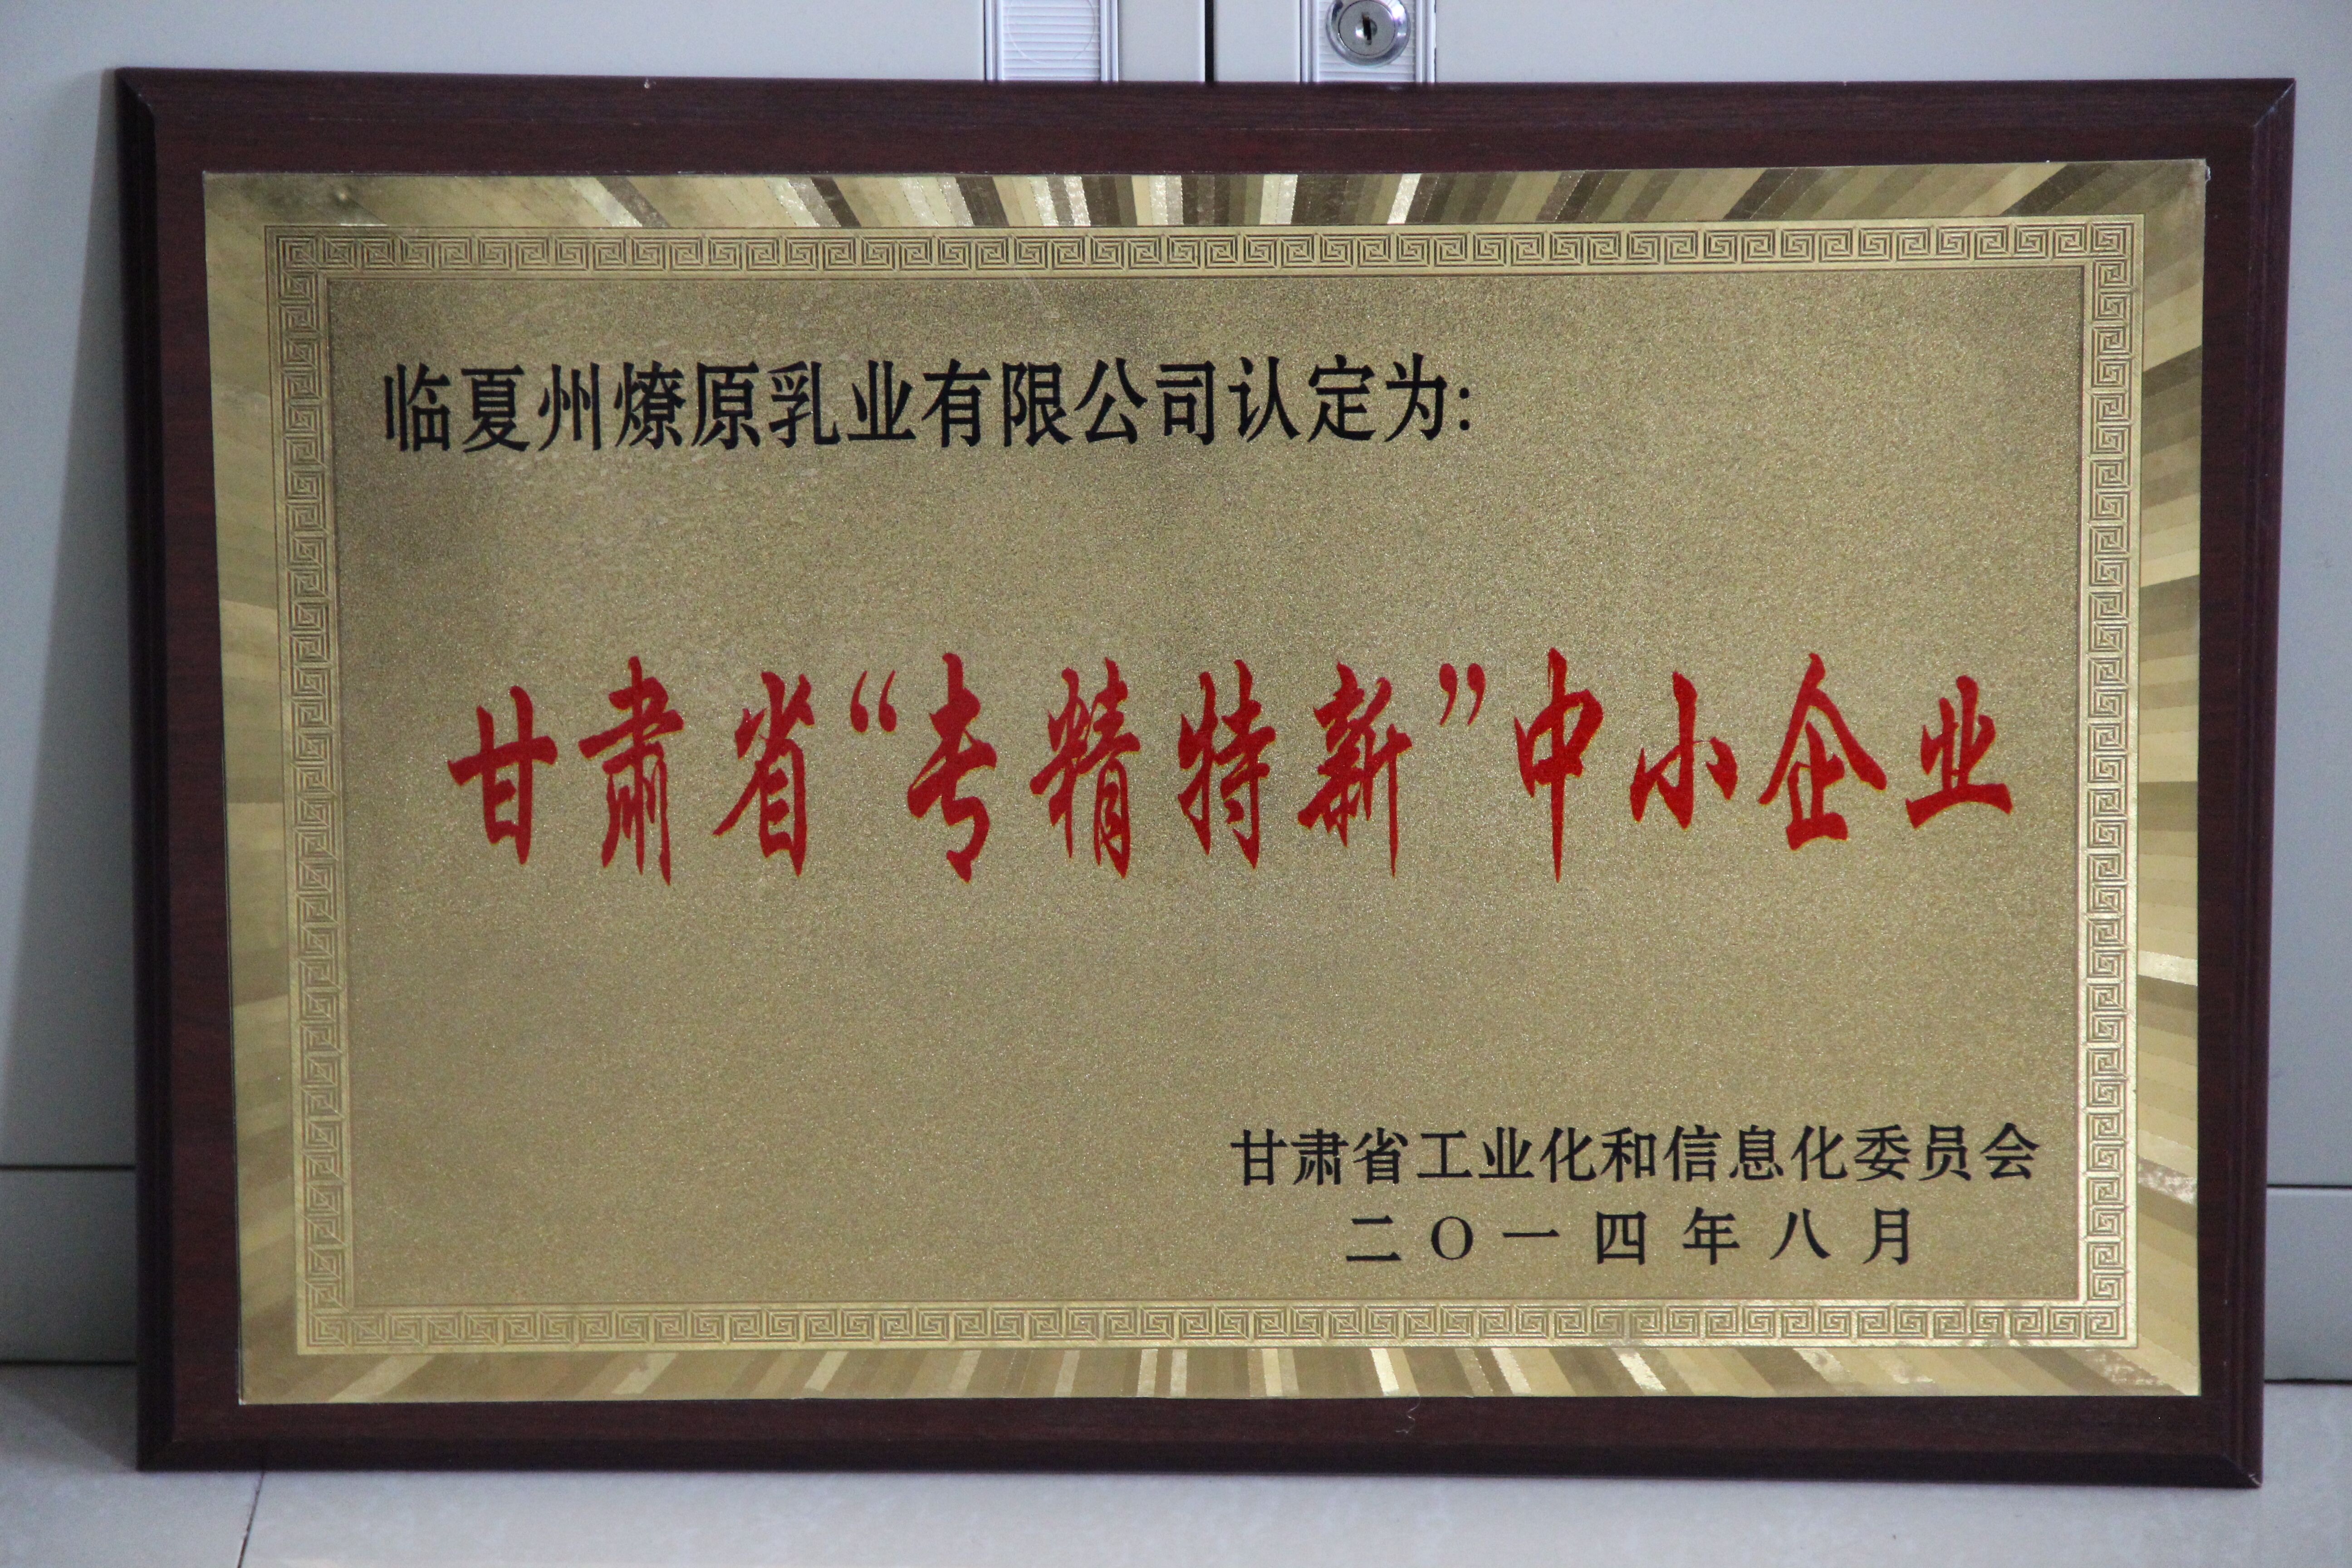 临夏州燎原乳业有限公司认定为:
甘肃省“专精特新”中小企业
甘肃省工业化和信息化委员会
二〇一四年八月